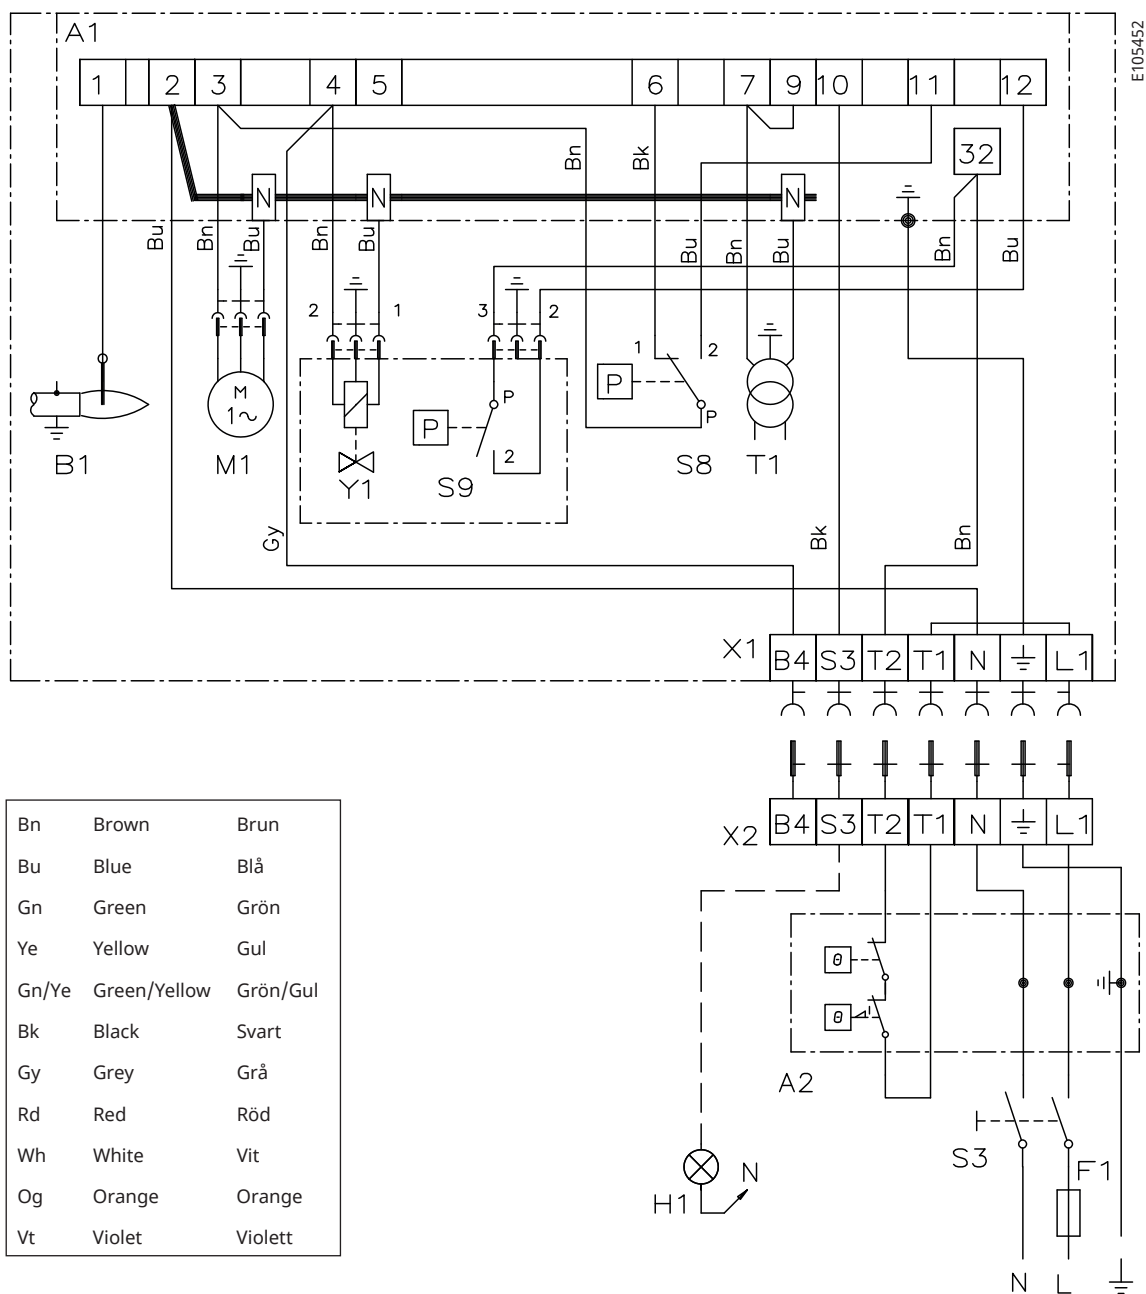 E105452
A1
1 2 3 4 5 6 7 9 10 11 12
32
N N N
Bn Bk
Bu Bn Bu Bn Bu Bu Bn Bu Bn Bu
2 1 3 2
1 2
M
1~
P
P
P
P
2
B1 M1 Y1 S9 S8 T1
Gy Bk Bn
X1 B4 S3 T2 T1 N L1
X2 B4 S3 T2 T1 N L1
θ
θ
A2
S3 F1
H1 N
N L
Bn Brown Brun
Bu Blue Blå
Gn Green Grön
Ye Yellow Gul
Gn/Ye Green/Yellow Grön/Gul
Bk Black Svart
Gy Grey Grå
Rd Red Röd
Wh White Vit
Og Orange Orange
Vt Violet Violett